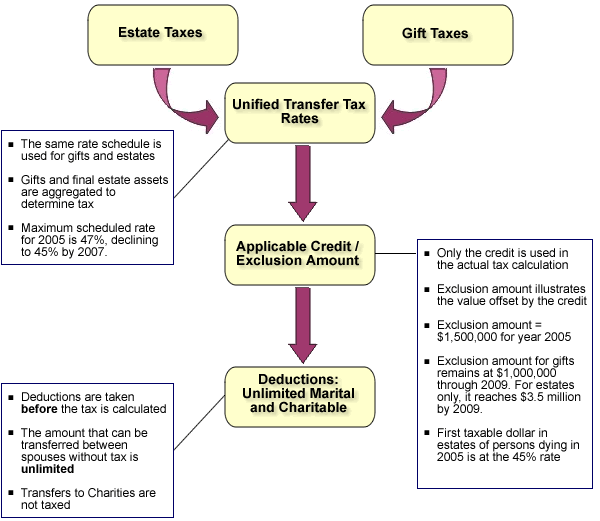 Estate Taxes
Gift Taxes
Unified Transfer Tax
Rates
▪ The same rate schedule is
used for gifts and estates
▪ Gifts and final estate assets
are aggregated to
determine tax
▪ Maximum scheduled rate
for 2005 is 47%, declining
to 45% by 2007.
Applicable Credit /
Exclusion Amount
▪ Only the credit is used in
the actual tax calculation
▪ Exclusion amount illustrates
the value offset by the credit
▪ Exclusion amount =
$1,500,000 for year 2005
▪ Exclusion amount for gifts
remains at $1,000,000
through 2009. For estates
only, it reaches $3.5 million
by 2009.
▪ First taxable dollar in
estates of persons dying in
2005 is at the 45% rate
Deductions:
Unlimited Marital
and Charitable
▪ Deductions are taken
before the tax is calculated
▪ The amount that can be
transferred between
spouses without tax is
unlimited
▪ Transfers to Charities are
not taxed